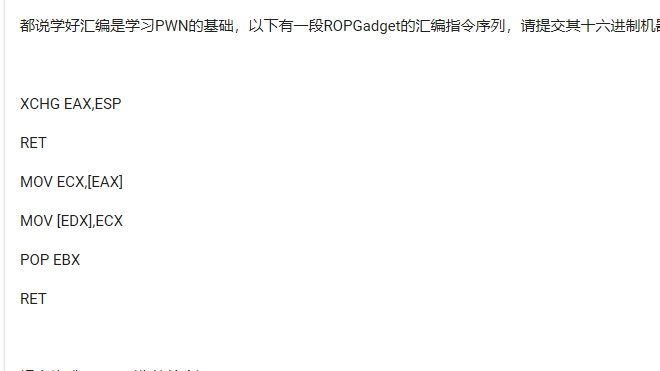 都说学好汇编是学习PWN的基础，以下有一段ROPGadget的汇编指令序列，请提交其十六进制机
XCHG EAX,ESP
RET
MOV ECX,[EAX]
MOV [EDX],ECX
POP EBX
RET